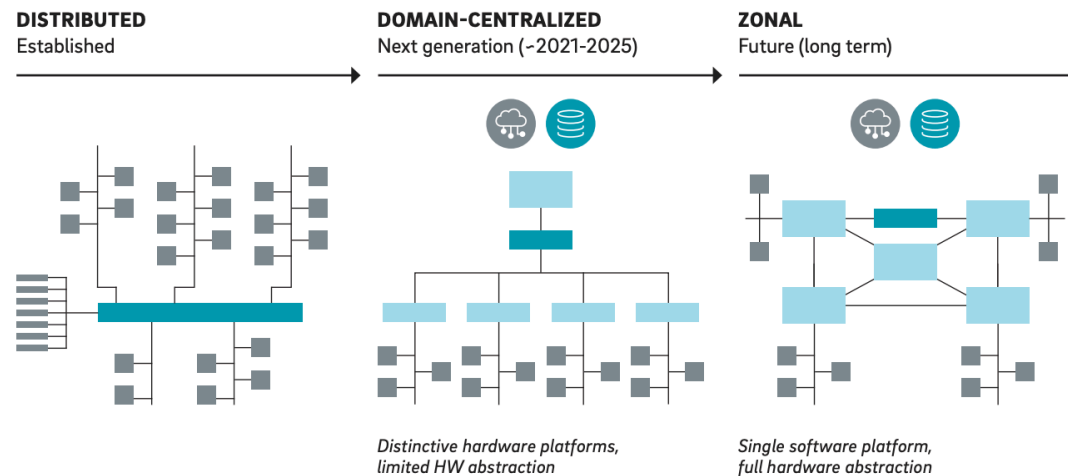 DISTRIBUTED
Established
DOMAIN-CENTRALIZED
Next generation (~2021-2025)
ZONAL
Future (long term)
Distinctive hardware platforms,
limited HW abstraction
Single software platform,
full hardware abstraction